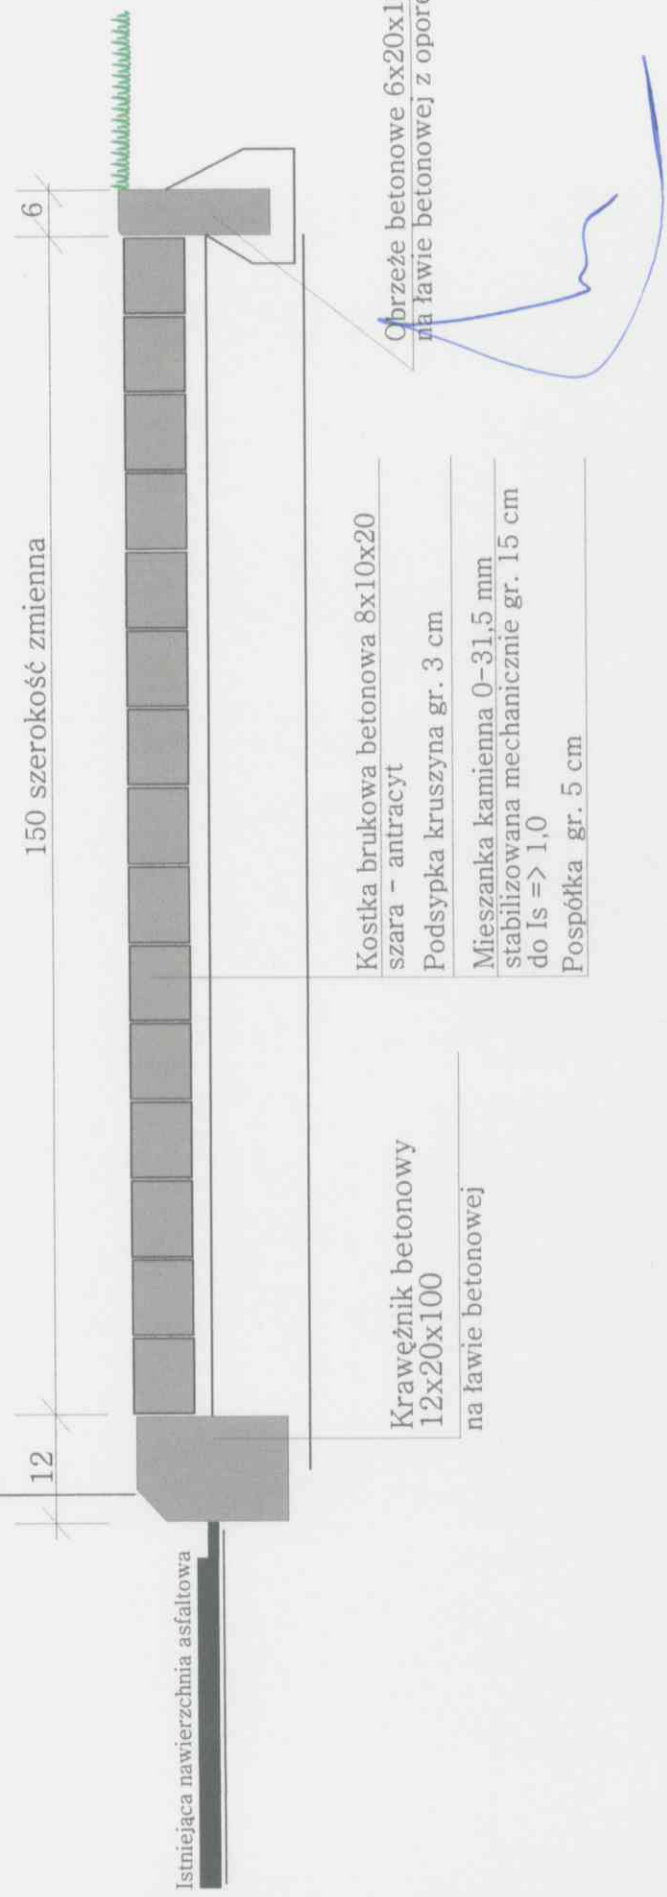 150 szerokość zmienna
12
6
Istniejąca nawierzchnia asfaltowa
Krawężnik betonowy
12x20x100
na ławie betonowej
Kostka brukowa betonowa 8x10x20
szara - antracyt
Podsypka kruszyna gr. 3 cm
Mieszanka kamienna 0-31,5 mm
stabilizowana mechanicznie gr. 15 cm
do Is => 1,0
Pospółka gr. 5 cm
Obrzeże betonowe 6x20x1
na ławie betonowej z opor